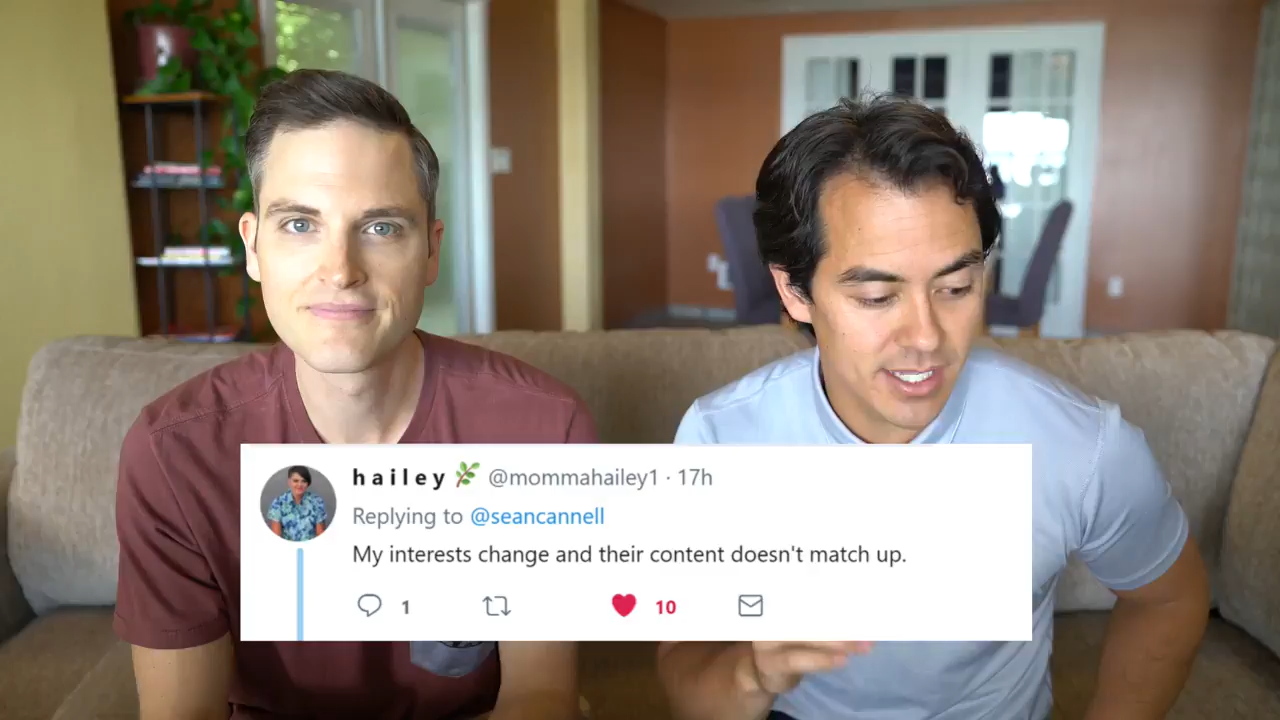 h a i l e y 🌿 @mommahailey1 · 17h
Replying to @seancannell
My interests change and their content doesn't match up.
1 10